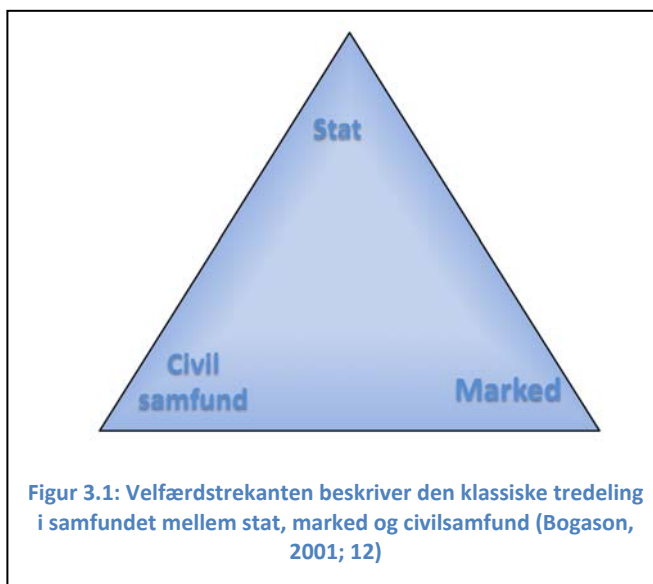 Stat
Civil
samfund
Marked
Figur 3.1: Velfærdstrekanten beskriver den klassiske tredeling
i samfundet mellem stat, marked og civilsamfund (Bogason,
2001; 12)